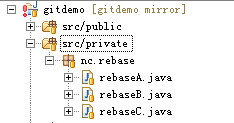 gitdemo [gitdemo mirror]
src/public
src/private
nc.rebase
rebaseA.java
rebaseB.java
rebaseC.java